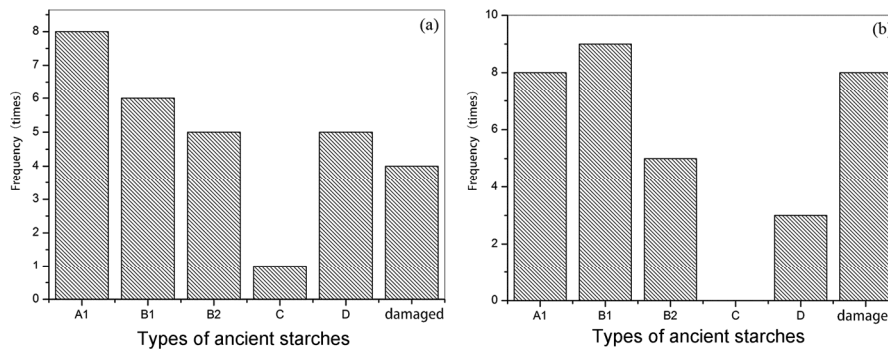 (a)
Frequency (times)
8
7
6
5
4
3
2
1
0
A1 B1 B2 C D damaged
Types of ancient starches
(b)
Frequency (times)
10
8
6
4
2
0
A1 B1 B2 C D damage
Types of ancient starches